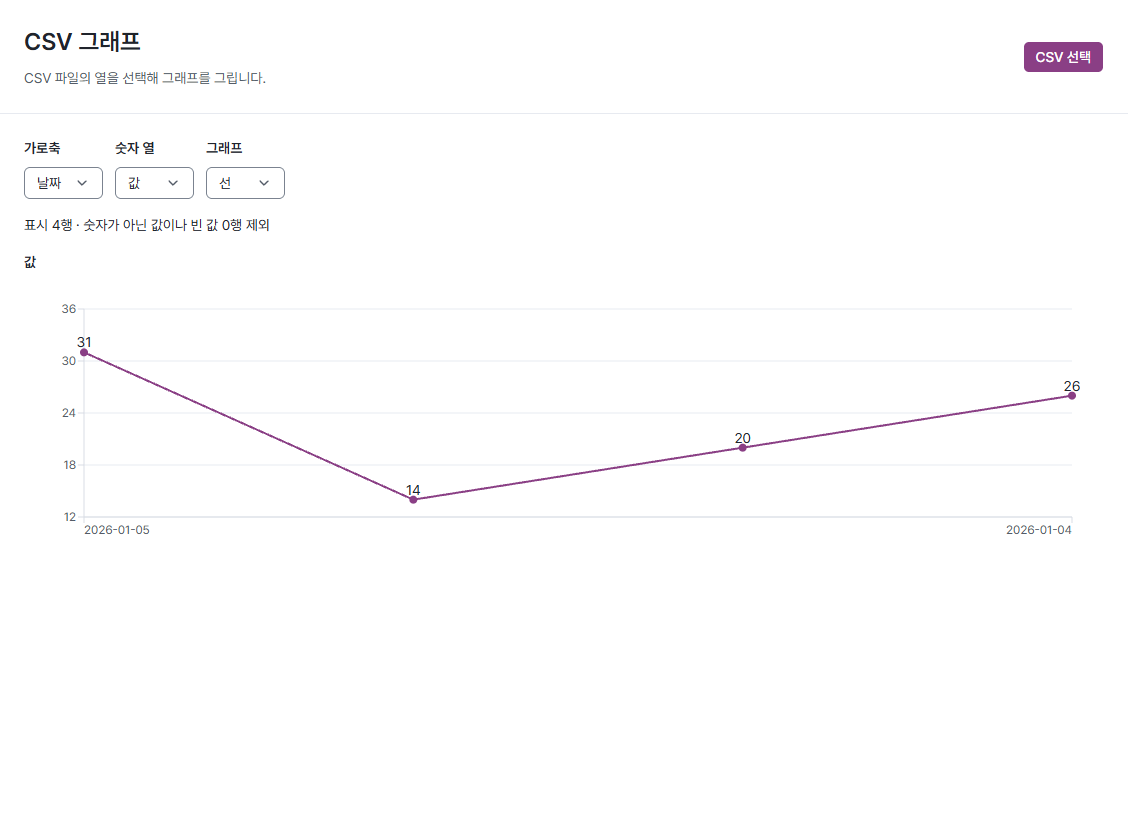 CSV 그래프
CSV 파일의 열을 선택해 그래프를 그립니다.
CSV 선택
가로축 숫자 열 그래프
날짜 값 선
표시 4행 · 숫자가 아닌 값이나 빈 값 0행 제외
값
36
31
30
26
24
20
18
14
12
2026-01-05 2026-01-04